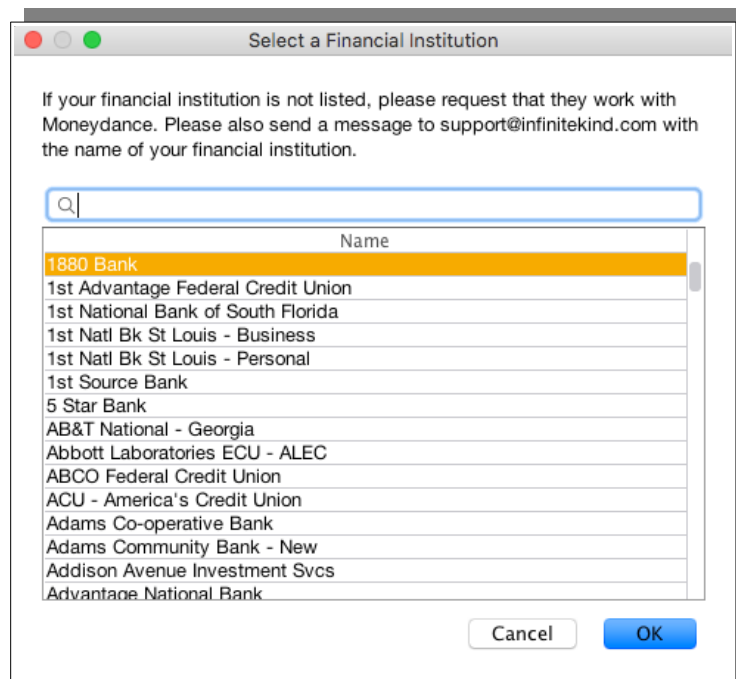 Select a Financial Institution
If your financial institution is not listed, please request that they work with
Moneydance. Please also send a message to support@infinitekind.com with
the name of your financial institution.
Name
1880 Bank
1st Advantage Federal Credit Union
1st National Bank of South Florida
1st Natl Bk St Louis - Business
1st Natl Bk St Louis - Personal
1st Source Bank
5 Star Bank
AB&T National - Georgia
Abbott Laboratories ECU - ALEC
ABCO Federal Credit Union
ACU - America's Credit Union
Adams Co-operative Bank
Adams Community Bank - New
Addison Avenue Investment Svcs
Advantage National Bank
Cancel OK